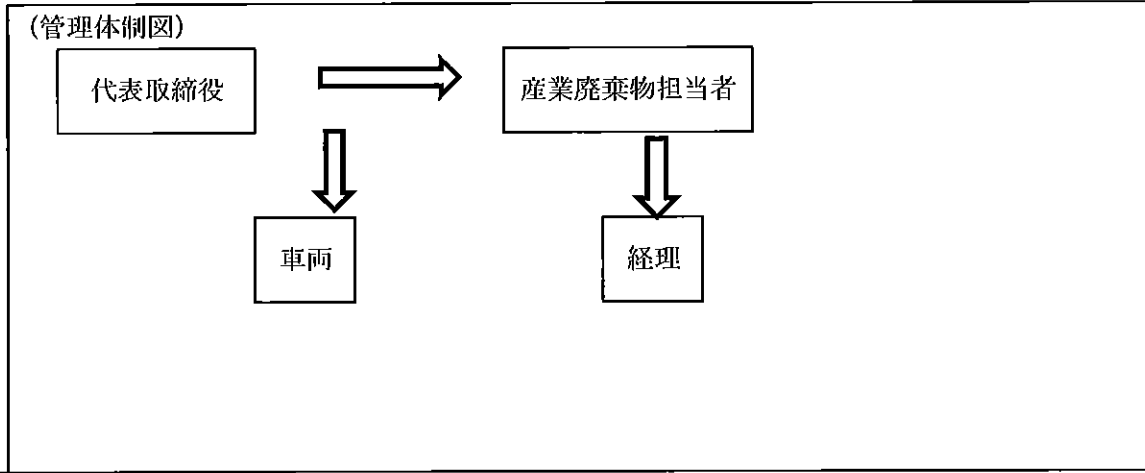 (管理体制図)
代表取締役
産業廃棄物担当者
車両
経理